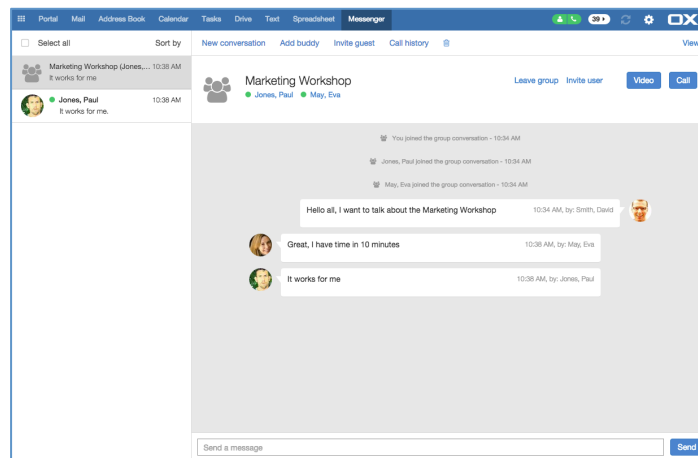 Portal Mail Address Book Calendar Tasks Drive Text Spreadsheet Messenger 39 OX
Select all Sort by New conversation Add buddy Invite guest Call history View
Marketing Workshop (Jones,... 10:38 AM
It works for me
Jones, Paul 10:38 AM
It works for me.
Marketing Workshop
Jones, Paul May, Eva
Leave group Invite user Video Call
You joined the group conversation - 10:34 AM
Jones, Paul joined the group conversation - 10:34 AM
May, Eva joined the group conversation - 10:34 AM
Hello all, I want to talk about the Marketing Workshop 10:34 AM, by: Smith, David
Great, I have time in 10 minutes 10:38 AM, by: May, Eva
It works for me 10:38 AM, by: Jones, Paul
Send a message Send